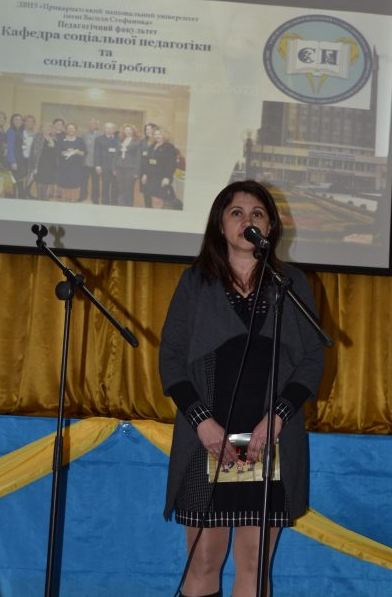 ДВНЗ «Прикарпатський національний університет
імені Василя Стефаника»
Педагогічний факультет
Кафедра соціальної педагогіки
та
соціальної роботи